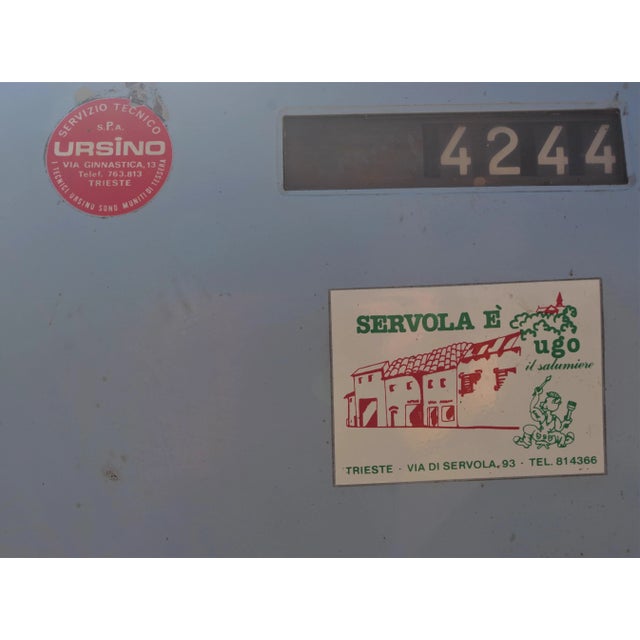 SERVIZIO TECNICO
S.P.A.
URSINO
VIA GINNASTICA, 13
Telef. 763.813
TRIESTE
I TECNICI URSINO SONO MUNITI DI TESSERA
4244
SERVOLA È
ugo
il salumiere
TRIESTE - VIA DI SERVOLA, 93 - TEL. 814366